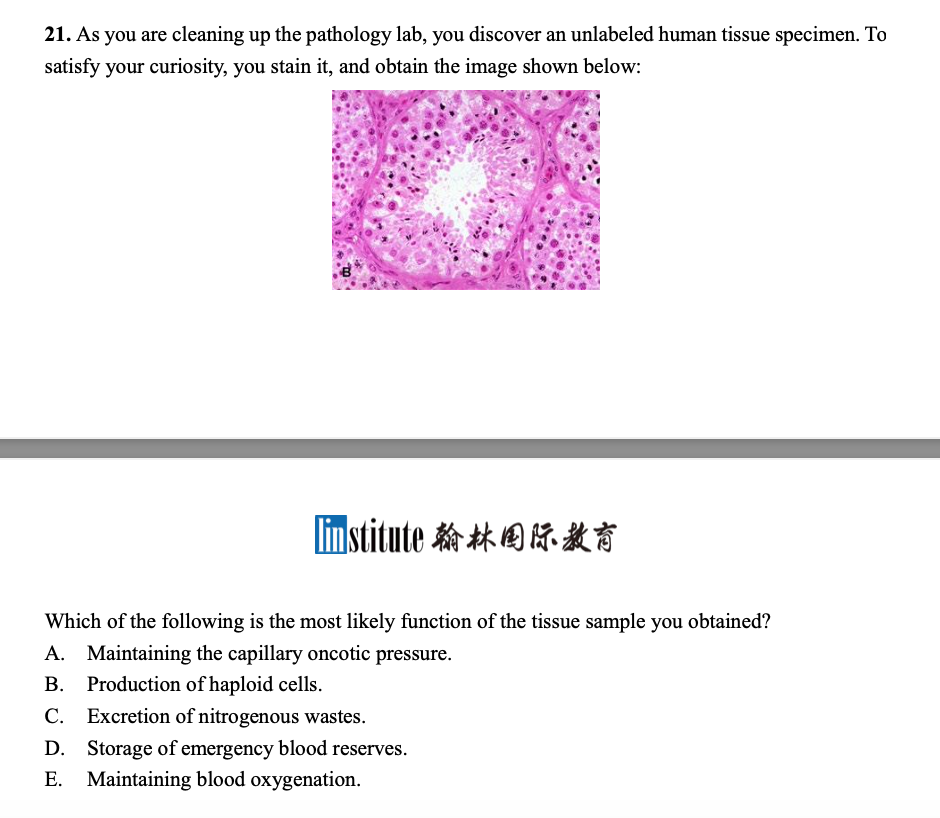 21. As you are cleaning up the pathology lab, you discover an unlabeled human tissue specimen. To
satisfy your curiosity, you stain it, and obtain the image shown below:
B
linstitute 翰林国际教育
Which of the following is the most likely function of the tissue sample you obtained?
A. Maintaining the capillary oncotic pressure.
B. Production of haploid cells.
C. Excretion of nitrogenous wastes.
D. Storage of emergency blood reserves.
E. Maintaining blood oxygenation.